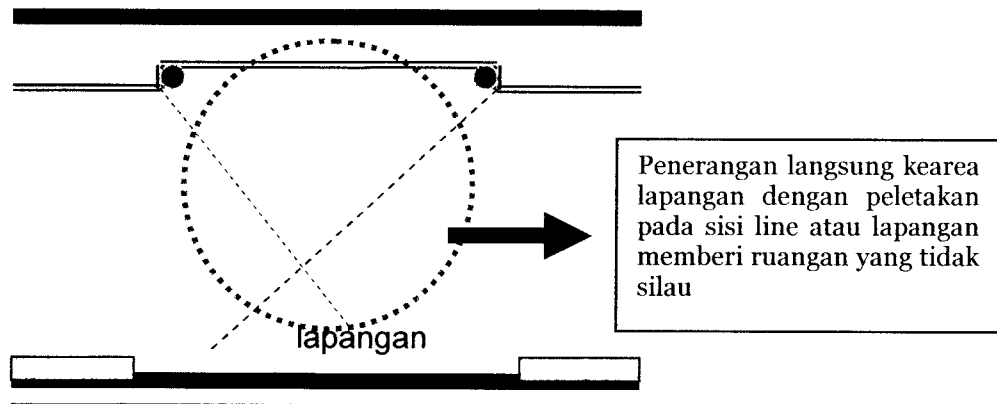 Penerangan langsung kearea
lapangan dengan peletakan
pada sisi line atau lapangan
memberi ruangan yang tidak
silau
lapangan